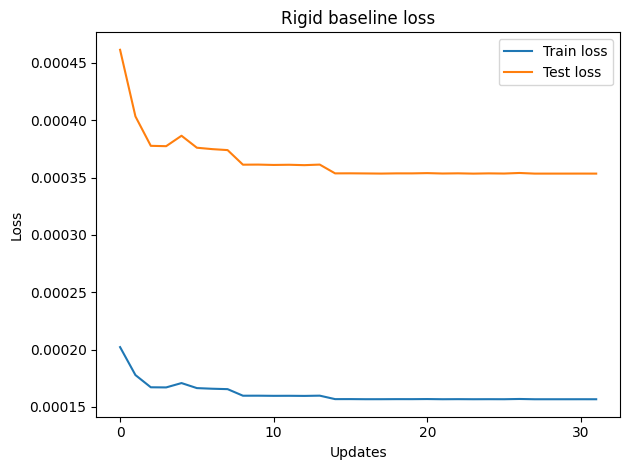 Rigid baseline loss
Train loss
Test loss
0.00045
0.00040
0.00035
0.00030
0.00025
0.00020
0.00015
Loss
0
10
20
30
Updates